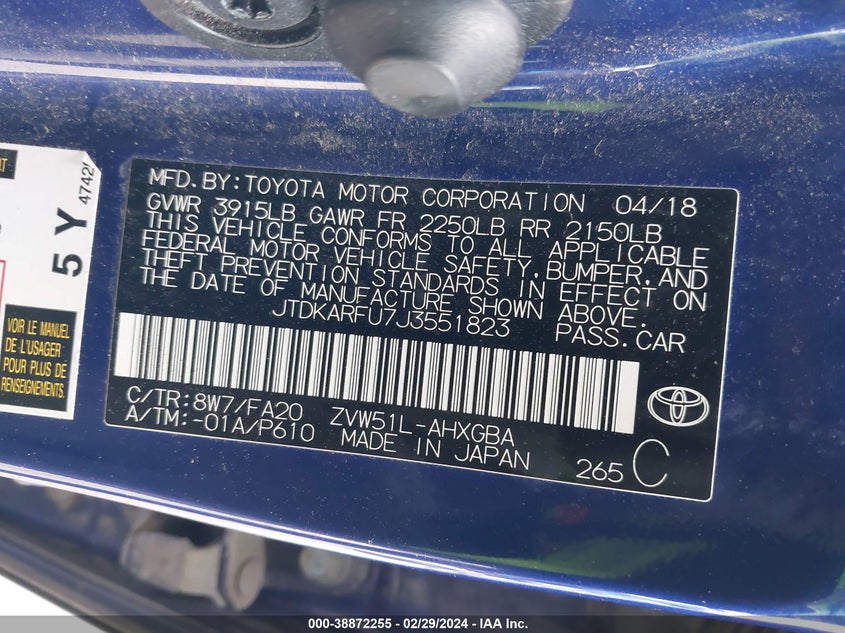 MFD.BY:TOYOTA MOTOR CORPORATION 04/18
GVWR 3915LB GAWR FR 2250LB RR 2150LB
THIS VEHICLE CONFORMS TO ALL APPLICABLE
FEDERAL MOTOR VEHICLE SAFETY,BUMPER,AND
THEFT PREVENTION STANDARDS IN EFFECT ON
THE DATE OF MANUFACTURE SHOWN ABOVE.
JTDKARFU7J3551823 PASS.CAR
C/TR:8W7/FA20 ZVW51L-AHXGBA
A/TM:-01A/P610 MADE IN JAPAN 265 C
5 Y
VOIR LE MANUEL
DE L'USAGER
POUR PLUS DE
RENSEIGNEMENTS.
000-38872255 - 02/29/2024 - IAA Inc.